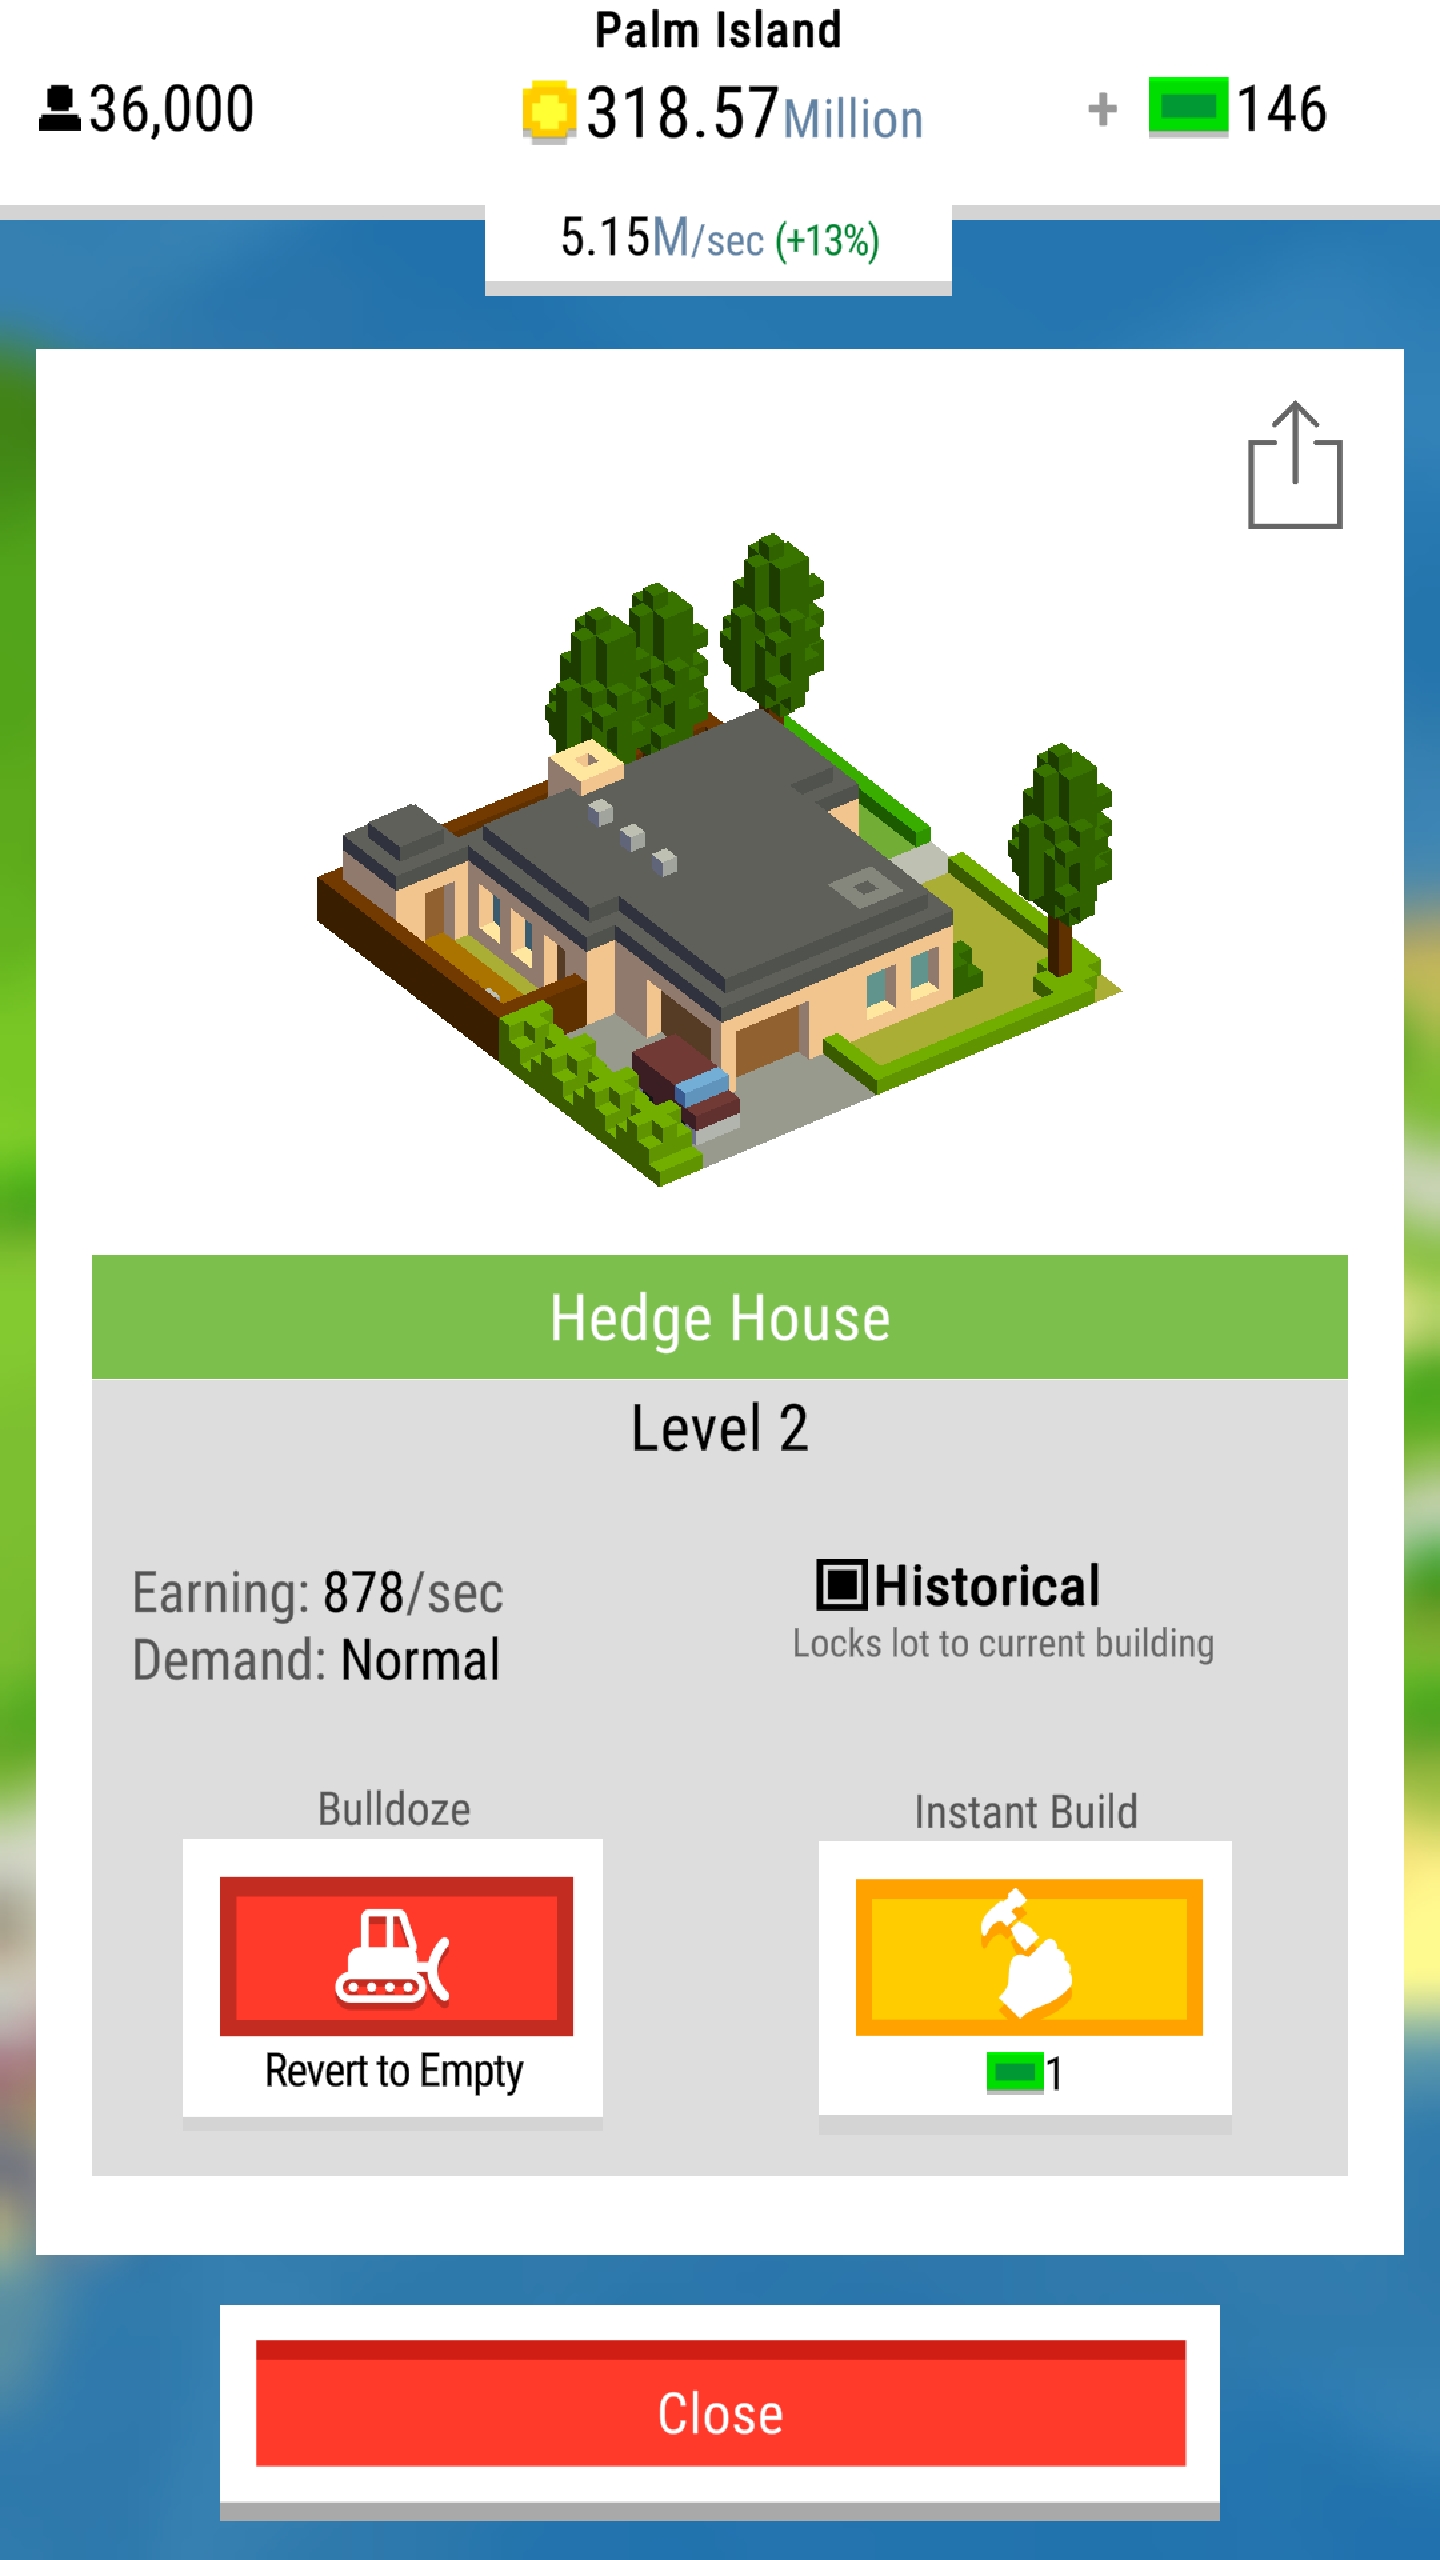 Palm Island
36,000
318.57Million
+ 146
5.15M/sec (+13%)
Hedge House
Level 2
Earning: 878/sec
Demand: Normal
Historical
Locks lot to current building
Bulldoze
Revert to Empty
Instant Build
1
Close